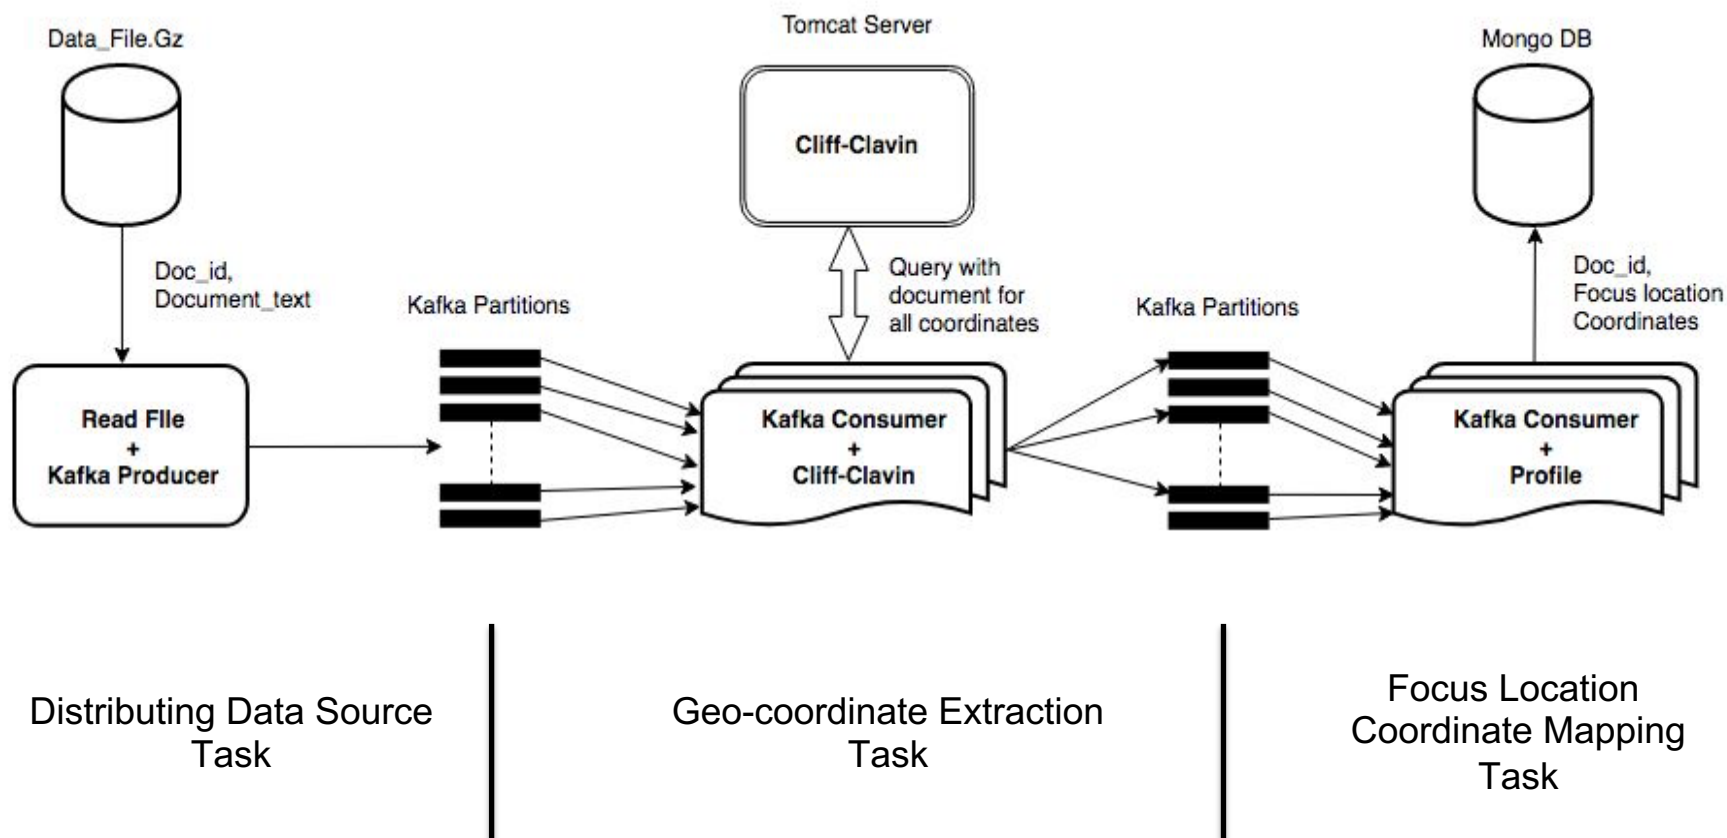 Data_File.Gz
Tomcat Server
Mongo DB
Cliff-Clavin
Doc_id,
Document_text
Kafka Partitions
Query with
document for
all coordinates
Kafka Partitions
Doc_id,
Focus location
Coordinates
Read FIle
+
Kafka Producer
Kafka Consumer
+
Cliff-Clavin
Kafka Consumer
+
Profile
Distributing Data Source
Task
Geo-coordinate Extraction
Task
Focus Location
Coordinate Mapping
Task